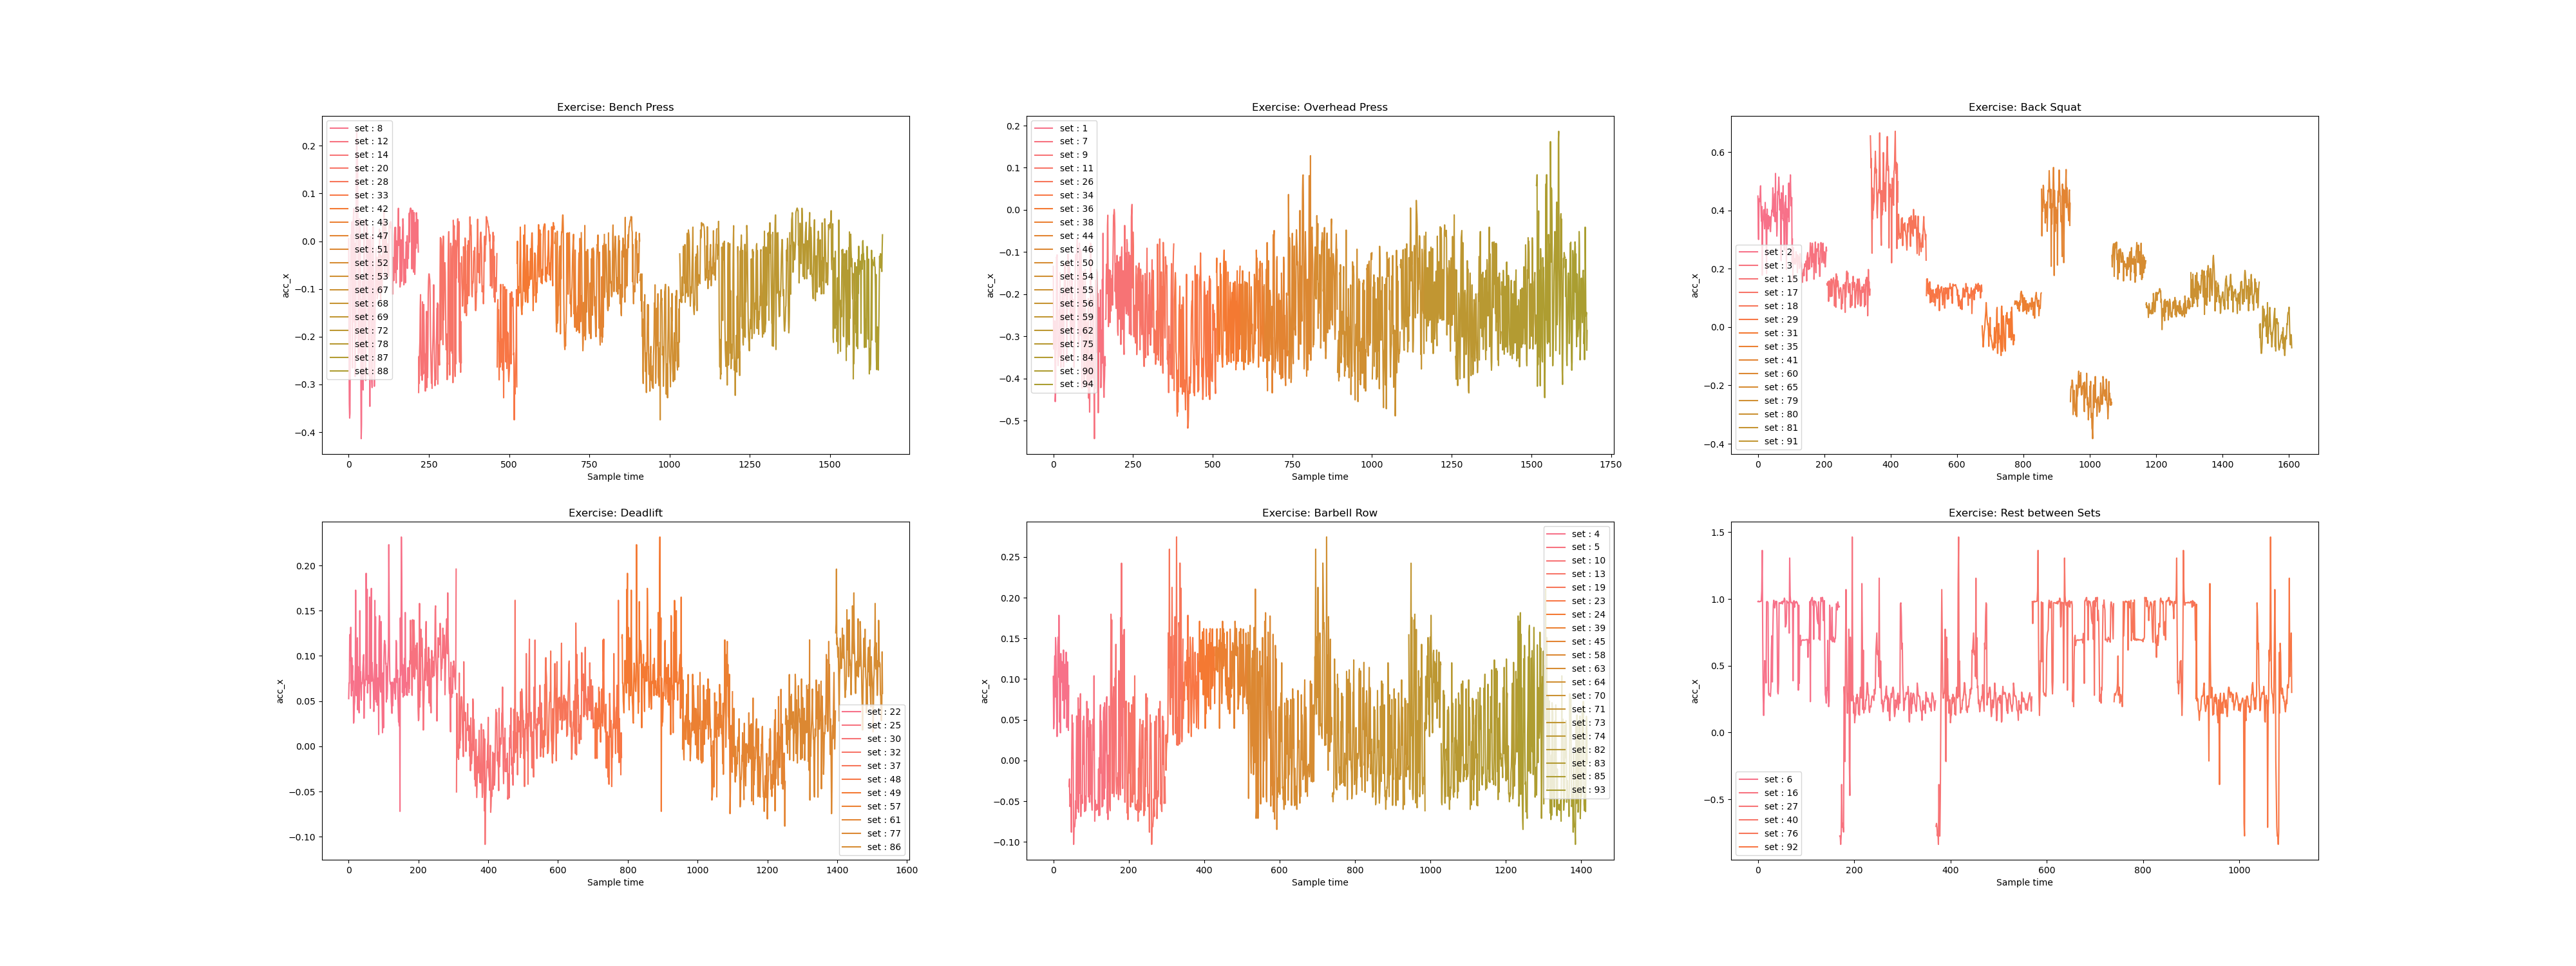 Exercise: Bench Press
set : 8
set : 12
set : 14
set : 20
set : 28
set : 33
set : 42
set : 43
set : 47
set : 51
set : 52
set : 53
set : 67
set : 68
set : 69
set : 72
set : 78
set : 87
set : 88
0.2
0.1
0.0
−0.1
−0.2
−0.3
−0.4
acc_x
0 250 500 750 1000 1250 1500
Sample time
Exercise: Overhead Press
set : 1
set : 7
set : 9
set : 11
set : 26
set : 34
set : 36
set : 38
set : 44
set : 46
set : 50
set : 54
set : 55
set : 56
set : 59
set : 62
set : 75
set : 84
set : 90
set : 94
0.2
0.1
0.0
−0.1
−0.2
−0.3
−0.4
−0.5
acc_x
0 250 500 750 1000 1250 1500 1750
Sample time
Exercise: Back Squat
0.6
0.4
0.2
0.0
−0.2
−0.4
acc_x
set : 2
set : 3
set : 15
set : 17
set : 18
set : 29
set : 31
set : 35
set : 41
set : 60
set : 65
set : 79
set : 80
set : 81
set : 91
0 200 400 600 800 1000 1200 1400 1600
Sample time
Exercise: Deadlift
0.20
0.15
0.10
0.05
0.00
−0.05
−0.10
acc_x
set : 22
set : 25
set : 30
set : 32
set : 37
set : 48
set : 49
set : 57
set : 61
set : 77
set : 86
0 200 400 600 800 1000 1200 1400 1600
Sample time
Exercise: Barbell Row
0.25
0.20
0.15
0.10
0.05
0.00
−0.05
−0.10
acc_x
set : 4
set : 5
set : 10
set : 13
set : 19
set : 23
set : 24
set : 39
set : 45
set : 58
set : 63
set : 64
set : 70
set : 71
set : 73
set : 74
set : 82
set : 83
set : 85
set : 93
0 200 400 600 800 1000 1200 1400
Sample time
Exercise: Rest between Sets
1.5
1.0
0.5
0.0
−0.5
acc_x
set : 6
set : 16
set : 27
set : 40
set : 76
set : 92
0 200 400 600 800 1000
Sample time